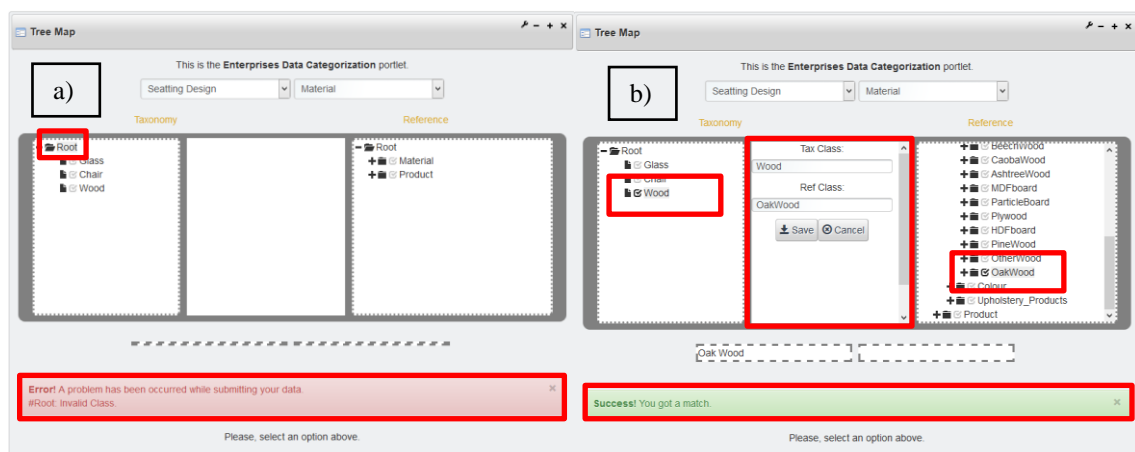 Tree Map
This is the Enterprises Data Categorization portlet.
a)
Seatting Design
Material
Taxonomy
Reference
Root
Glass
Chair
Wood
Root
Material
Product
Error! A problem has been occurred while submitting your data.
#Root: Invalid Class.
Please, select an option above.
Tree Map
This is the Enterprises Data Categorization portlet.
b)
Seatting Design
Material
Taxonomy
Reference
Root
Glass
Chair
Wood
Tax Class:
Wood
Ref Class:
OakWood
Save
Cancel
BeechWood
CaobaWood
AshtreeWood
MDFboard
ParticleBoard
Plywood
HDFboard
PineWood
OtherWood
OakWood
Colour
Upholstery_Products
Product
Oak Wood
Success! You got a match.
Please, select an option above.